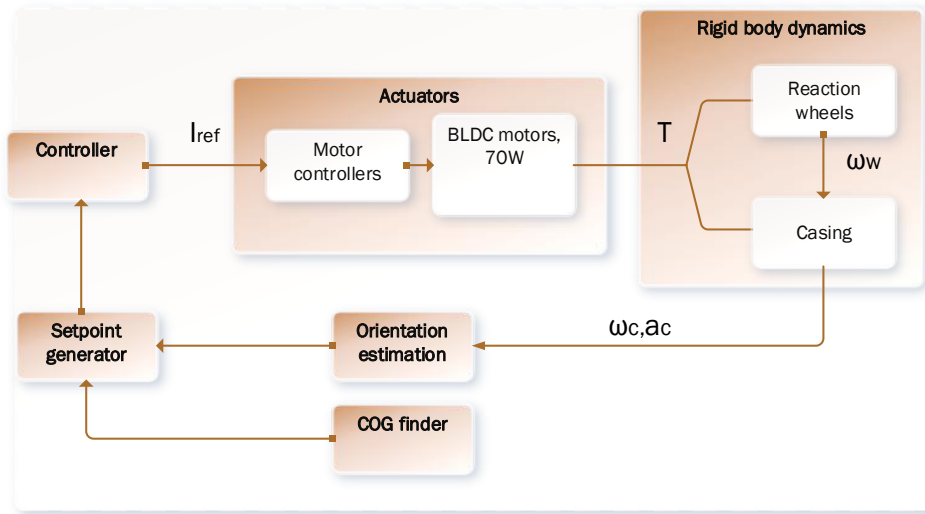 Rigid body dynamics
Actuators
Reaction
wheels
BLDC motors,
70W
Motor
controllers
Controller
Iref
T
ωw
Casing
Setpoint
generator
Orientation
estimation
ωc,ac
COG finder